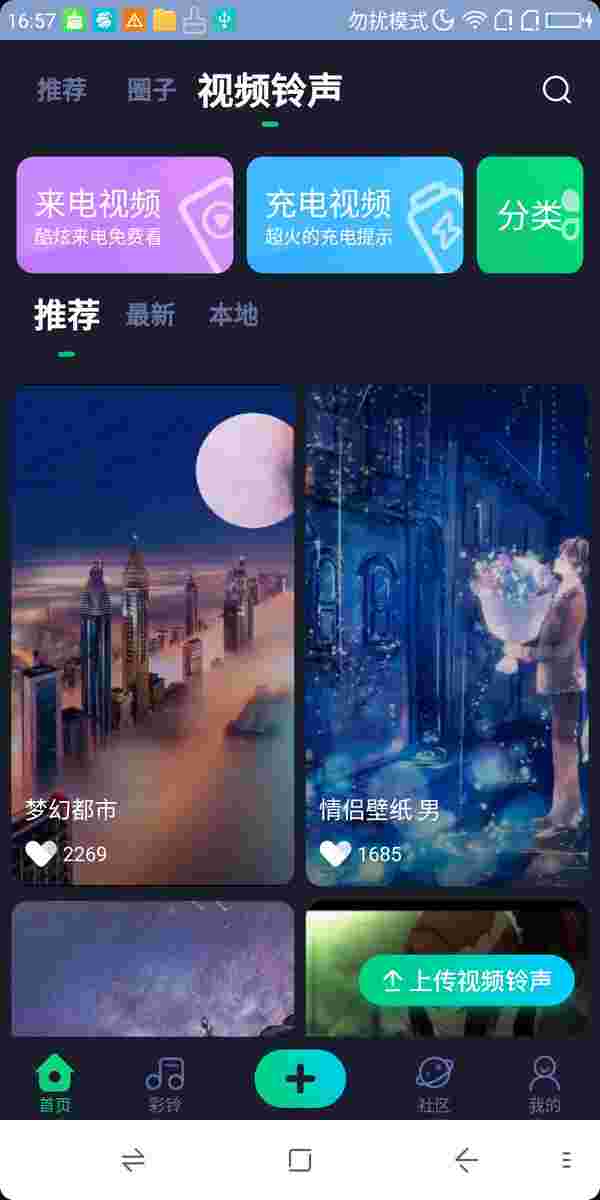 16:57 勿扰模式
推荐 圈子 视频铃声
来电视频 充电视频 分类
酷炫来电免费看 超火的充电提示
推荐 最新 本地
梦幻都市 情侣壁纸.男
2269 1685
上传视频铃声
首页 彩铃 社区 我的